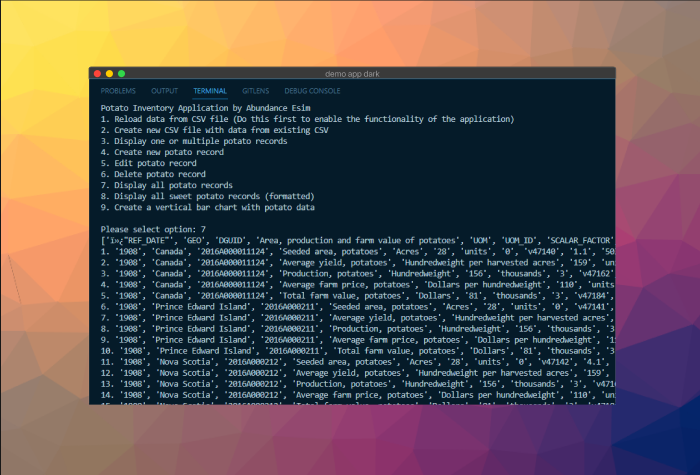 demo app dark
PROBLEMS OUTPUT TERMINAL GITLENS DEBUG CONSOLE
Potato Inventory Application by Abundance Esim
1. Reload data from CSV file (Do this first to enable the functionality of the application)
2. Create new CSV file with data from existing CSV
3. Display one or multiple potato records
4. Create new potato record
5. Edit potato record
6. Delete potato record
7. Display all potato records
8. Display all sweet potato records (formatted)
9. Create a vertical bar chart with potato data
Please select option: 7
['ï»¿"REF_DATE"', 'GEO', 'DGUID', 'Area, production and farm value of potatoes', 'UOM', 'UOM_ID', 'SCALAR_FACTOR'
1. '1908', 'Canada', '2016A000011124', 'Seeded area, potatoes', 'Acres', '28', 'units', '0', 'v47140', '1.1', '50
2. '1908', 'Canada', '2016A000011124', 'Average yield, potatoes', 'Hundredweight per harvested acres', '159', 'un
3. '1908', 'Canada', '2016A000011124', 'Production, potatoes', 'Hundredweight', '156', 'thousands', '3', 'v47162'
4. '1908', 'Canada', '2016A000011124', 'Average farm price, potatoes', 'Dollars per hundredweight', '110', 'units
5. '1908', 'Canada', '2016A000011124', 'Total farm value, potatoes', 'Dollars', '81', 'thousands', '3', 'v47184',
6. '1908', 'Prince Edward Island', '2016A000211', 'Seeded area, potatoes', 'Acres', '28', 'units', '0', 'v47141',
7. '1908', 'Prince Edward Island', '2016A000211', 'Average yield, potatoes', 'Hundredweight per harvested acres',
8. '1908', 'Prince Edward Island', '2016A000211', 'Production, potatoes', 'Hundredweight', '156', 'thousands', '3
9. '1908', 'Prince Edward Island', '2016A000211', 'Average farm price, potatoes', 'Dollars per hundredweight', '1
10. '1908', 'Prince Edward Island', '2016A000211', 'Total farm value, potatoes', 'Dollars', '81', 'thousands', '3
11. '1908', 'Nova Scotia', '2016A000212', 'Seeded area, potatoes', 'Acres', '28', 'units', '0', 'v47142', '4.1',
12. '1908', 'Nova Scotia', '2016A000212', 'Average yield, potatoes', 'Hundredweight per harvested acres', '159',
13. '1908', 'Nova Scotia', '2016A000212', 'Production, potatoes', 'Hundredweight', '156', 'thousands', '3', 'v471
14. '1908', 'Nova Scotia', '2016A000212', 'Average farm price, potatoes', 'Dollars per hundredweight', '110', 'un